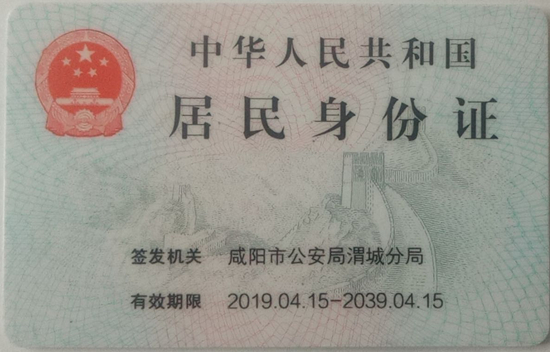 中华人民共和国
居民身份证
签发机关 咸阳市公安局渭城分局
有效期限 2019.04.15-2039.04.15